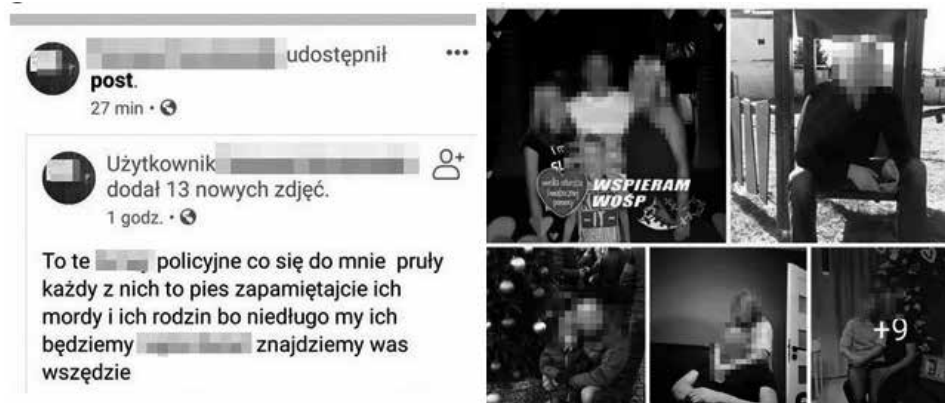 udostępnił
post.
27 min
Użytkownik
dodał 13 nowych zdjęć.
1 godz.
To te policyjne co się do mnie pruły
każdy z nich to pies zapamiętajcie ich
mordy i ich rodzin bo niedługo my ich
będziemy znajdziemy was
wszędzie
WSPIERAM
WOŚP
+9